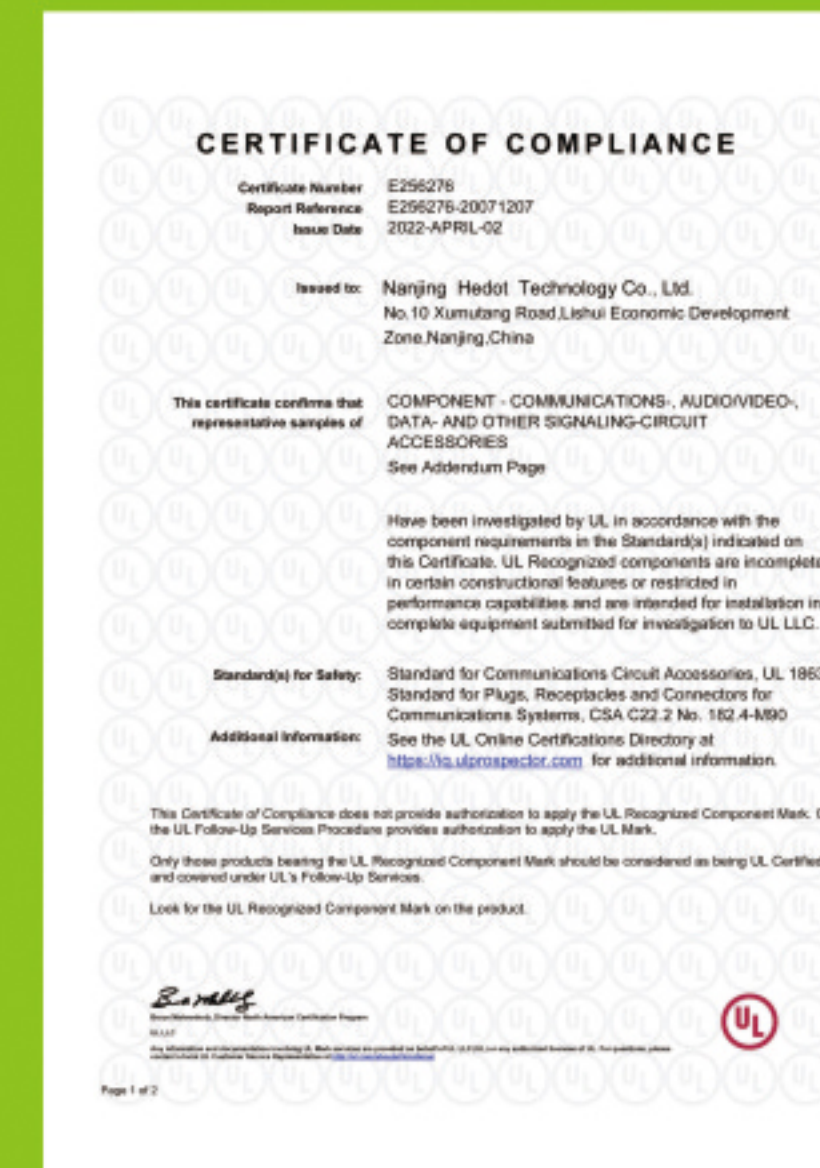 CERTIFICATE OF COMPLIANCE
Certificate Number E256276
Report Reference E256276-20071207
Issue Date 2022-APRIL-02
Issued to: Nanjing Hedot Technology Co., Ltd.
No.10 Xumutang Road,Lishui Economic Development
Zone,Nanjing,China
This certificate confirms that COMPONENT - COMMUNICATIONS-, AUDIO/VIDEO-,
representative samples of DATA- AND OTHER SIGNALING-CIRCUIT
ACCESSORIES
See Addendum Page
Have been investigated by UL in accordance with the
component requirements in the Standard(s) indicated on
this Certificate. UL Recognized components are incomplete
in certain constructional features or restricted in
performance capabilities and are intended for installation in
complete equipment submitted for investigation to UL LLC.
Standard(s) for Safety: Standard for Communications Circuit Accessories, UL 1863
Standard for Plugs, Receptacles and Connectors for
Communications Systems, CSA C22.2 No. 182.4-M90
Additional Information: See the UL Online Certifications Directory at
https://iq.ulprospector.com for additional information.
This Certificate of Compliance does not provide authorization to apply the UL Recognized Component Mark.
the UL Follow-Up Services Procedure provides authorization to apply the UL Mark.
Only those products bearing the UL Recognized Component Mark should be considered as being UL Certified
and covered under UL's Follow-Up Services.
Look for the UL Recognized Component Mark on the product.
UL
Page 1 of 2